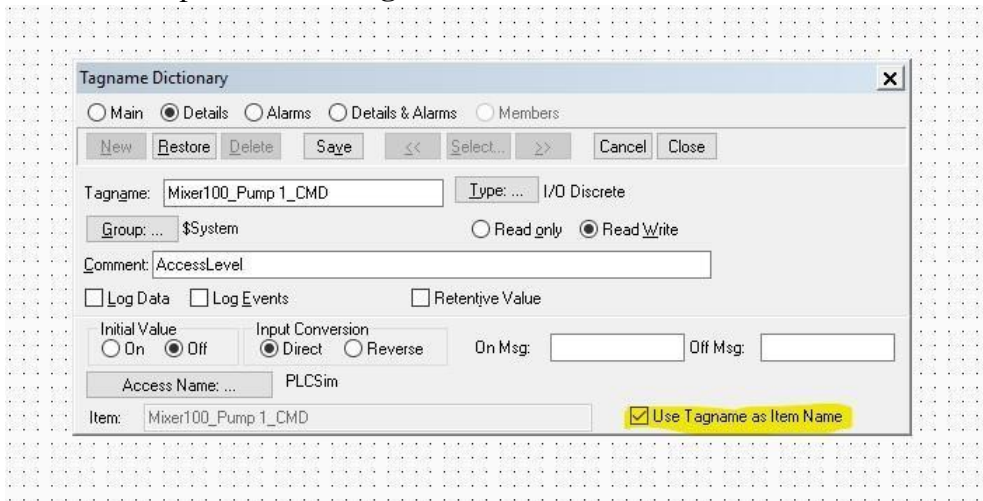 Tagname Dictionary
Main Details Alarms Details & Alarms Members
New Restore Delete Save << Select... >> Cancel Close
Tagname: Mixer100_Pump 1_CMD Type: ... I/O Discrete
Group: ... $System Read only Read Write
Comment: AccessLevel
Log Data Log Events Retentive Value
Initial Value Input Conversion
On Off Direct Reverse On Msg: Off Msg:
Access Name: ... PLCSim
Item: Mixer100_Pump 1_CMD Use Tagname as Item Name